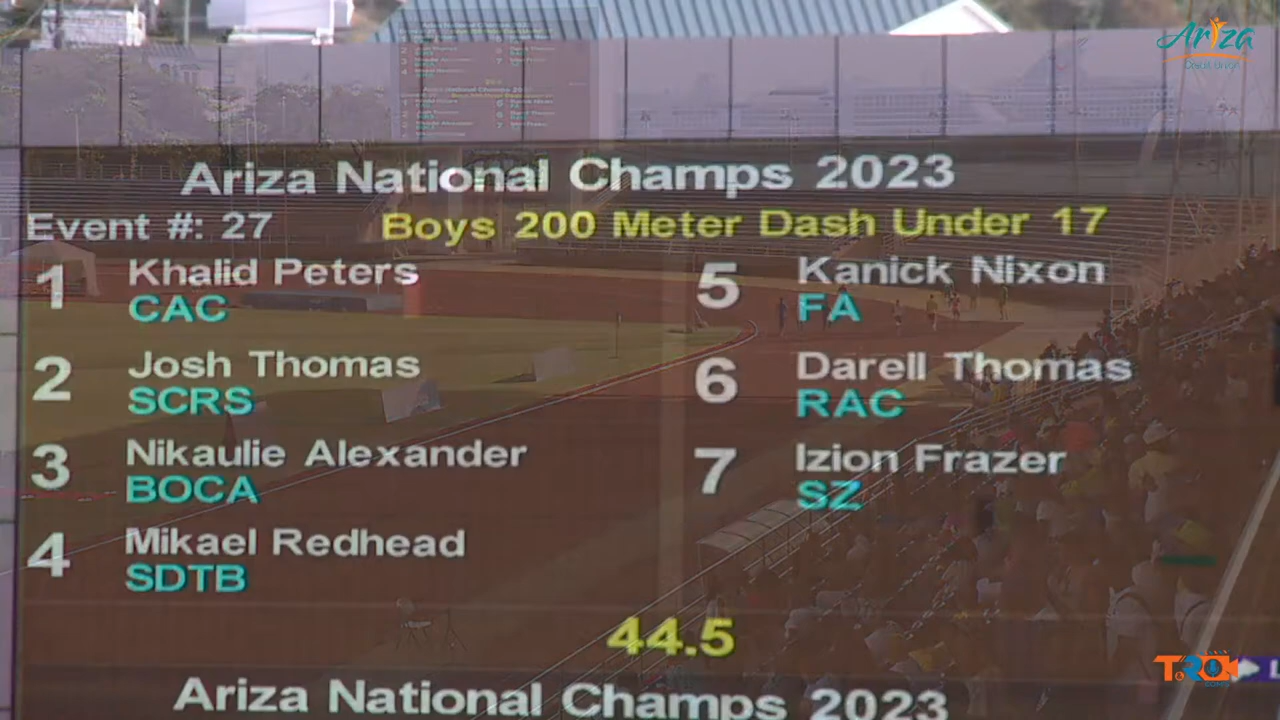 Ariza
Credit Union
Ariza National Champs 2023
Event #: 27 Boys 200 Meter Dash Under 17
1 Khalid Peters
CAC
2 Josh Thomas
SCRS
3 Nikaulie Alexander
BOCA
4 Mikael Redhead
SDTB
5 Kanick Nixon
FA
6 Darell Thomas
RAC
7 Izion Frazer
SZ
44.5
Ariza National Champs 2023